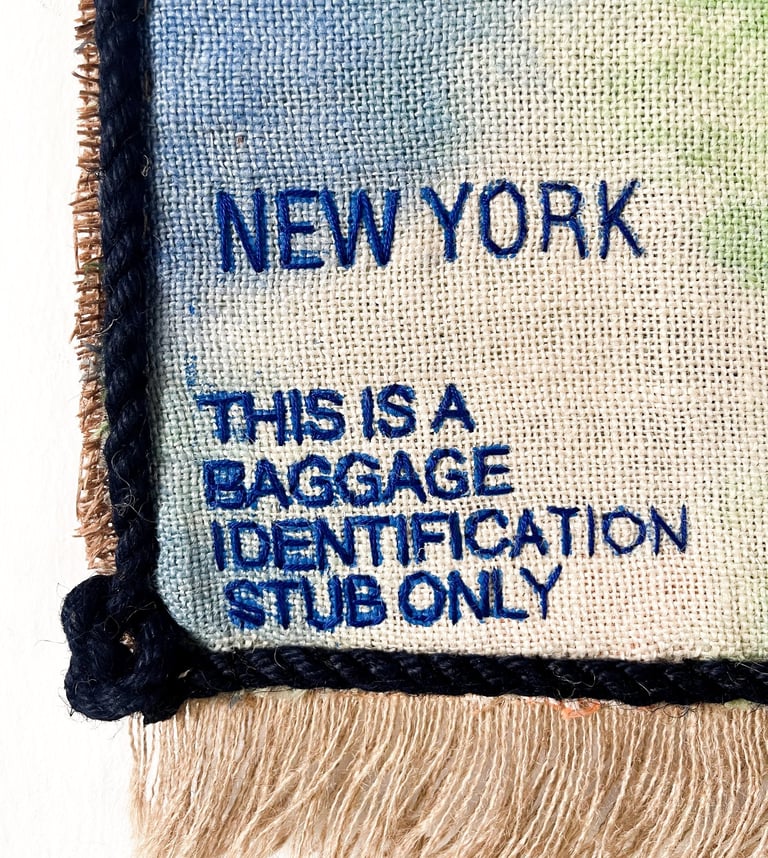 NEW YORK
THIS IS A
BAGGAGE
IDENTIFICATION
STUB ONLY